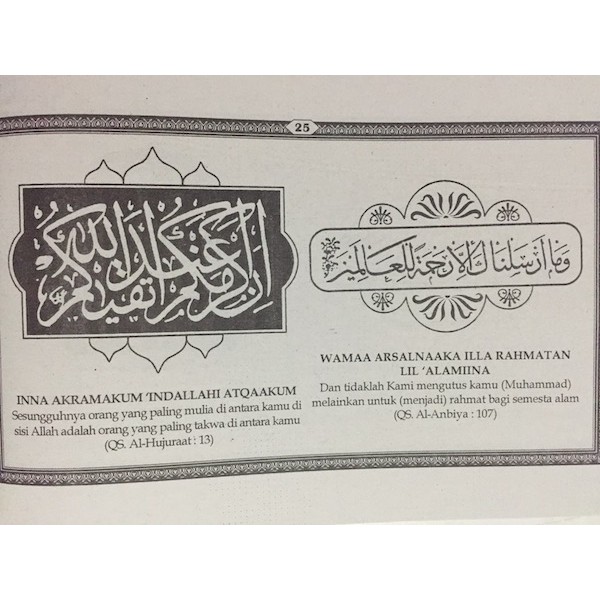 25
إن أكرمكم عند الله أتقيكم
INNA AKRAMAKUM 'INDALLAHI ATQAAKUM
Sesungguhnya orang yang paling mulia di antara kamu di
sisi Allah adalah orang yang paling takwa di antara kamu
(QS. Al-Hujuraat : 13)
وما أرسلناك إلا رحمة للعالمين
WAMAA ARSALNAAKA ILLA RAHMATAN
LIL 'ALAMIINA
Dan tidaklah Kami mengutus kamu (Muhammad)
melainkan untuk (menjadi) rahmat bagi semesta alam
(QS. Al-Anbiya : 107)